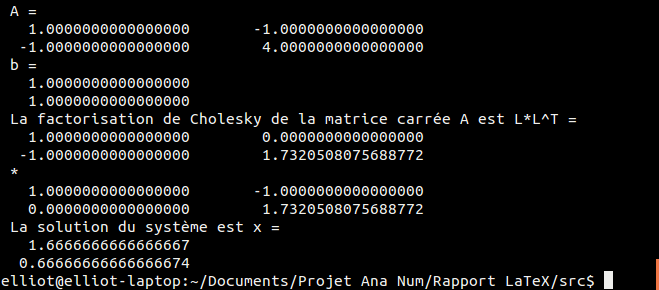 A =
1.0000000000000000 -1.0000000000000000
-1.0000000000000000 4.0000000000000000
b =
1.0000000000000000
1.0000000000000000
La factorisation de Cholesky de la matrice carrée A est L*L^T =
1.0000000000000000 0.0000000000000000
-1.0000000000000000 1.7320508075688772
*
1.0000000000000000 -1.0000000000000000
0.0000000000000000 1.7320508075688772
La solution du système est x =
1.6666666666666667
0.66666666666666674
elliot@elliot-laptop:~/Documents/Projet Ana Num/Rapport LaTeX/src$